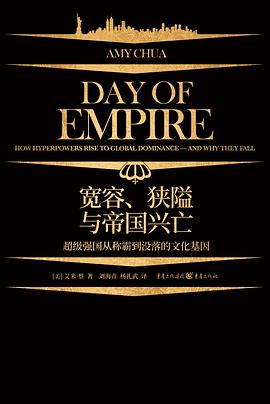 AMY CHUA
DAY OF
EMPIRE
HOW HYPERPOWERS RISE TO GLOBAL DOMINANCE — AND WHY THEY FALL
宽容、狭隘
与帝国兴亡
超级强国从称霸到没落的文化基因
[美] 艾米·蔡 著 刘海青 杨礼武 译 重庆出版集团 重庆出版社